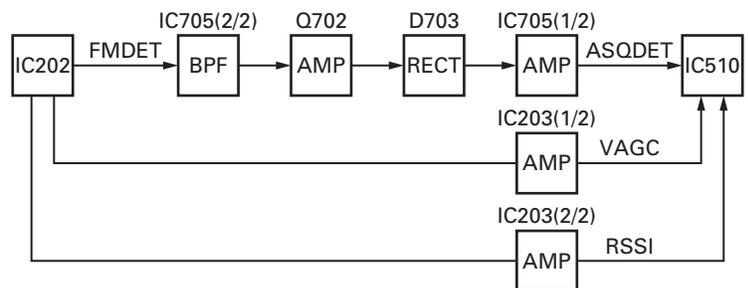 IC705(2/2) Q702 D703 IC705(1/2)
IC202 FMDET BPF AMP RECT AMP ASQDET IC510
IC203(1/2)
AMP VAGC
IC203(2/2)
AMP RSSI